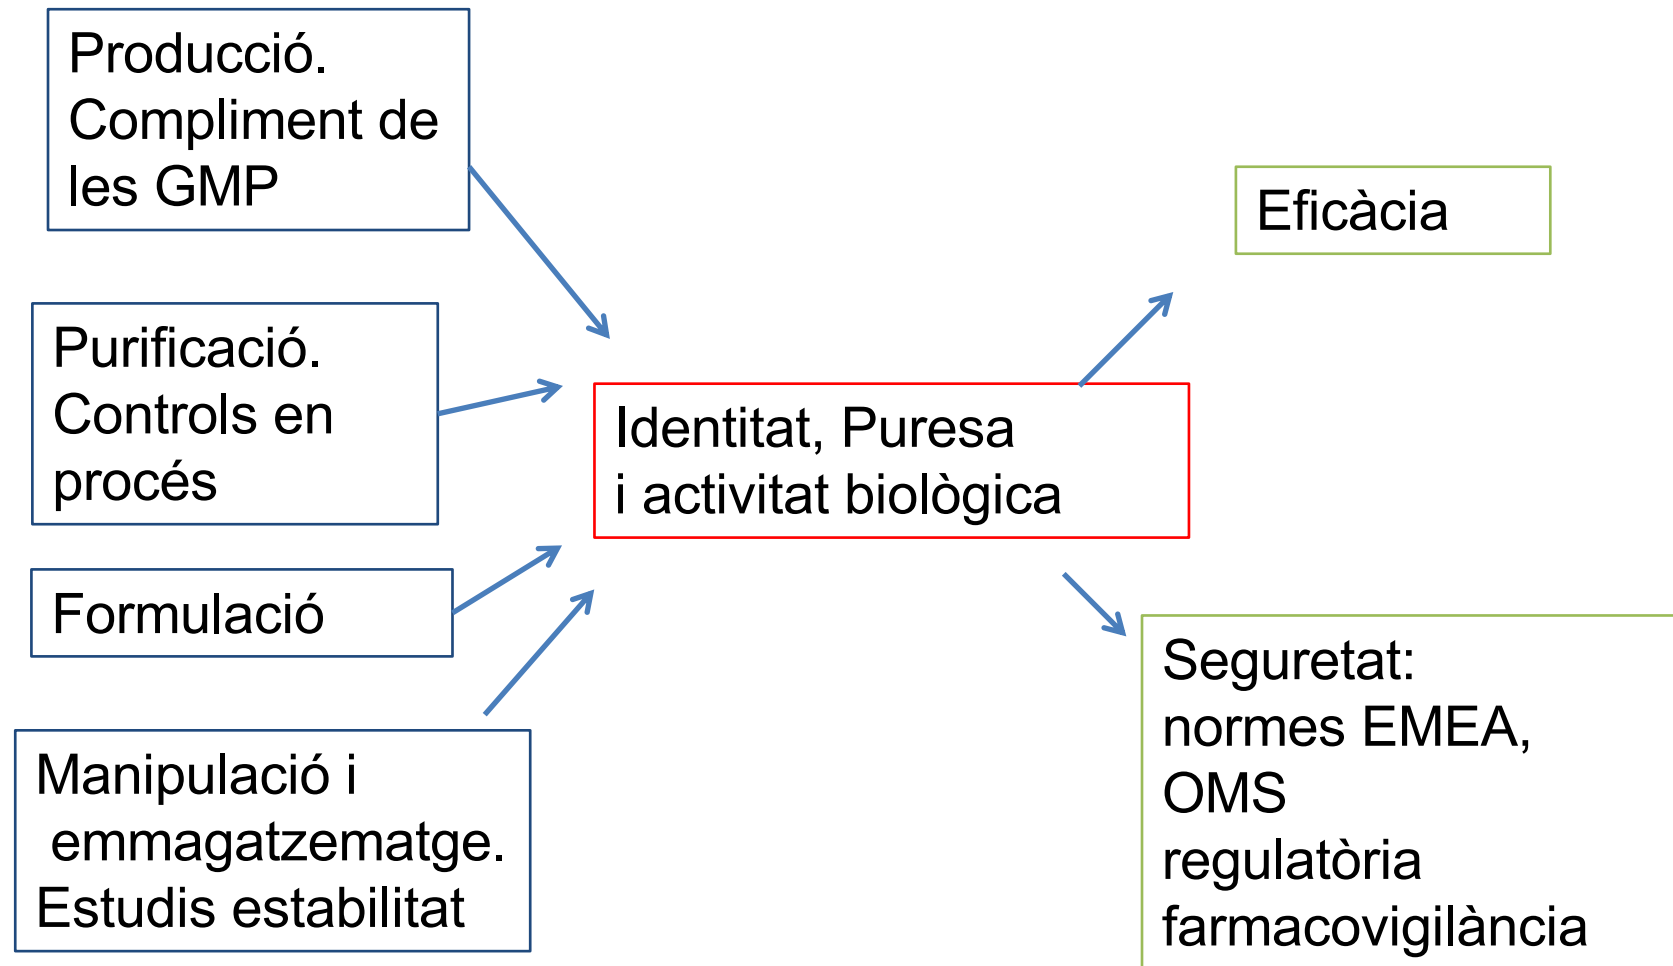 Producció.
Compliment de
les GMP
Purificació.
Controls en
procés
Formulació
Manipulació i
emmagatzematge.
Estudis estabilitat
Identitat, Puresa
i activitat biològica
Eficàcia
Seguretat:
normes EMEA,
OMS
regulatòria
farmacovigilància